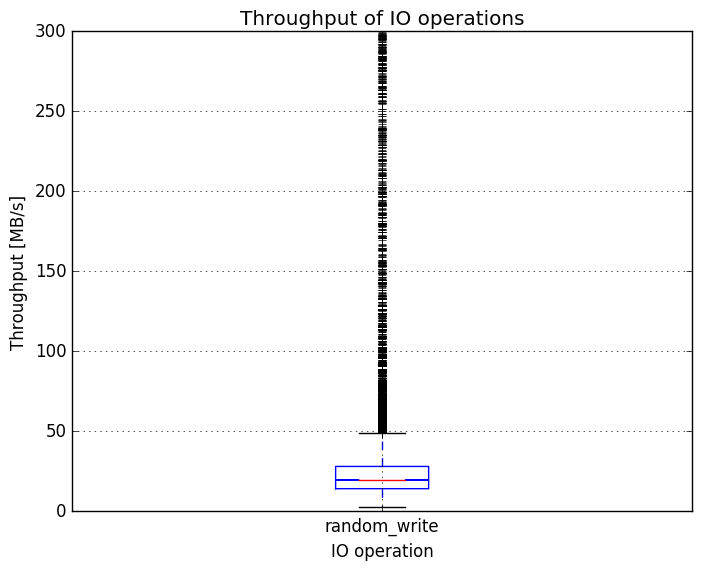 Throughput of IO operations
300
250
200
150
100
50
0
Throughput [MB/s]
random_write
IO operation